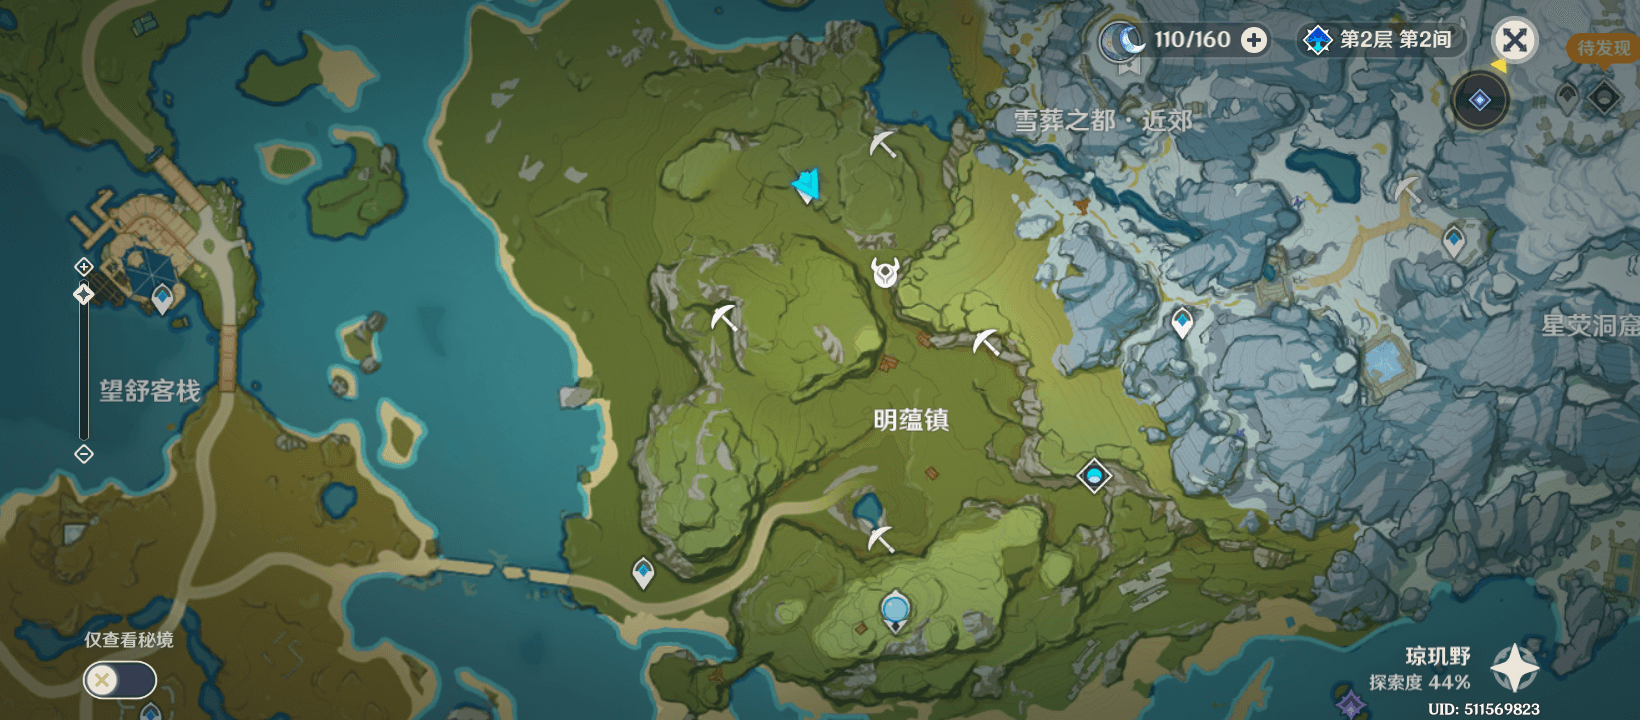 110/160
第2层 第2间
待发现
雪葬之都·近郊
星荧洞窟
望舒客栈
明蕴镇
仅查看秘境
琼玑野
探索度 44%
UID: 511569823